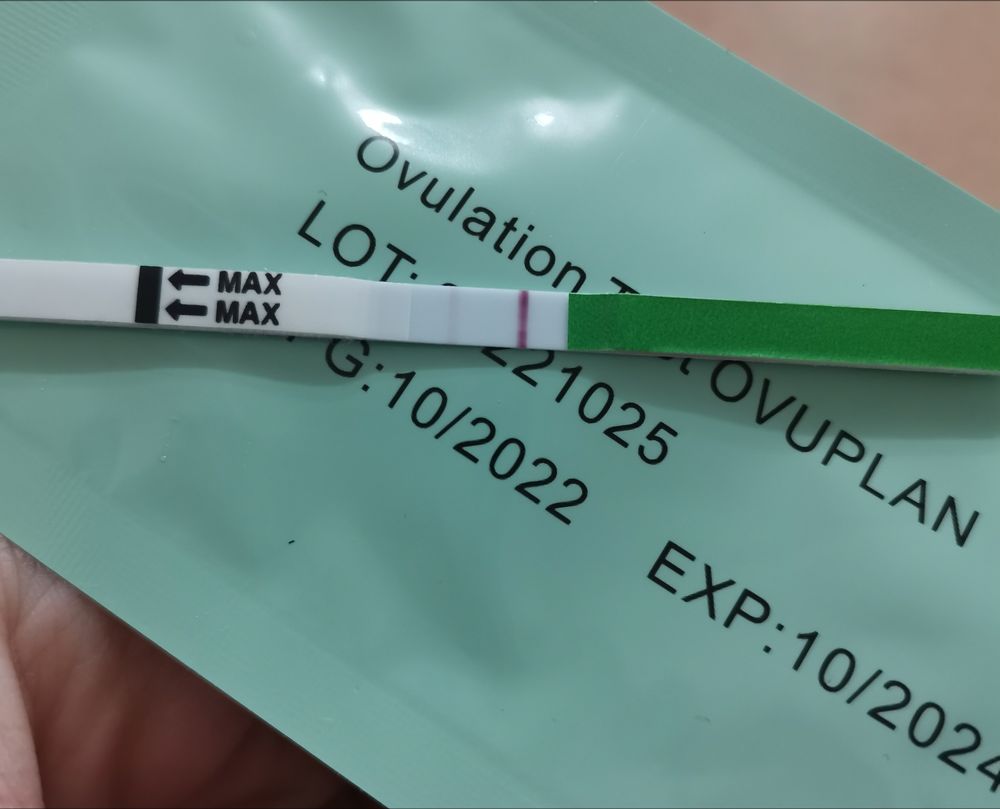 MAX
MAX
Ovulation OVUPLAN
LOT: 221025
G:10/2022 EXP:10/2024